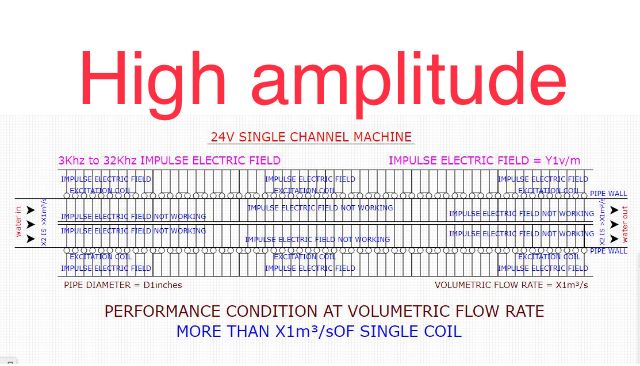 High amplitude
24V SINGLE CHANNEL MACHINE
3Khz to 32Khz IMPULSE ELECTRIC FIELD
IMPULSE ELECTRIC FIELD = Y1v/m
IMPULSE ELECTRIC FIELD
IMPULSE ELECTRIC FIELD
IMPULSE ELECTRIC FIELD
EXCITATION COIL
EXCITATION COIL
EXCITATION COIL
PIPE WALL
water in
X2 IS >X1m³/s
IMPULSE ELECTRIC FIELD NOT WORKING
IMPULSE ELECTRIC FIELD NOT WORKING
IMPULSE ELECTRIC FIELD NOT WORKING
X2 IS >X1m³/s
water out
IMPULSE ELECTRIC FIELD NOT WORKING
IMPULSE ELECTRIC FIELD NOT WORKING
IMPULSE ELECTRIC FIELD NOT WORKING
PIPE WALL
EXCITATION COIL
EXCITATION COIL
EXCITATION COIL
IMPULSE ELECTRIC FIELD
IMPULSE ELECTRIC FIELD
IMPULSE ELECTRIC FIELD
PIPE DIAMETER = D1inches
VOLUMETRIC FLOW RATE = X1m³/s
PERFORMANCE CONDITION AT VOLUMETRIC FLOW RATE
MORE THAN X1m³/sOF SINGLE COIL